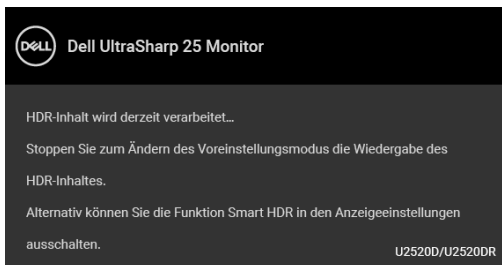 DELL
Dell UltraSharp 25 Monitor
HDR-Inhalt wird derzeit verarbeitet...
Stoppen Sie zum Ändern des Voreinstellungsmodus die Wiedergabe des
HDR-Inhaltes.
Alternativ können Sie die Funktion Smart HDR in den Anzeigeeinstellungen
ausschalten.
U2520D/U2520DR